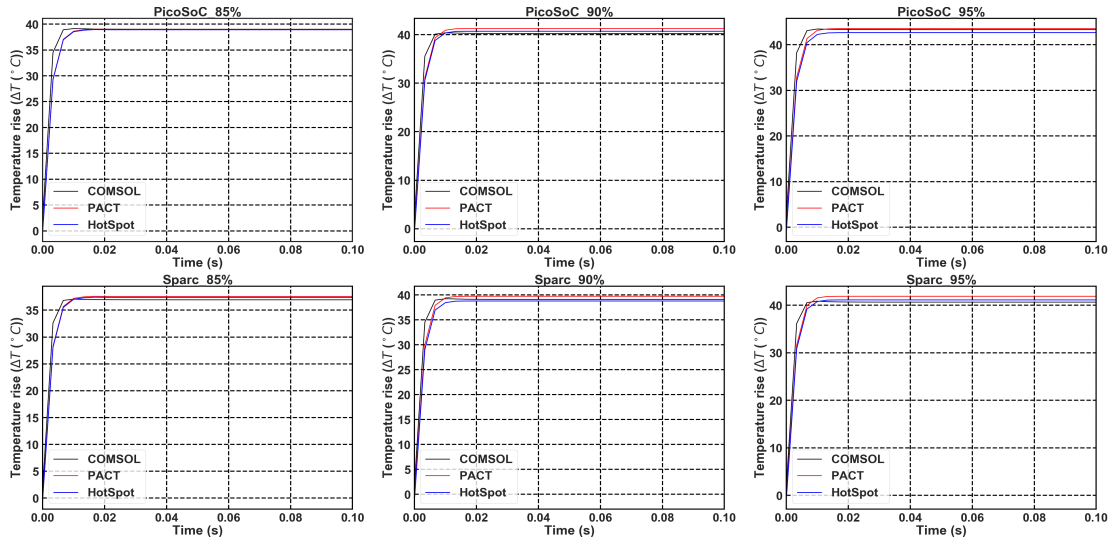 PicoSoC 85%
Temperature rise (ΔT (°C))
40
35
30
25
20
15
10
5
0
COMSOL
PACT
HotSpot
0.00 0.02 0.04 0.06 0.08 0.10
Time (s)
PicoSoC 90%
Temperature rise (ΔT (°C))
40
30
20
10
0
COMSOL
PACT
HotSpot
0.00 0.02 0.04 0.06 0.08 0.10
Time (s)
PicoSoC 95%
Temperature rise (ΔT (°C))
40
30
20
10
0
COMSOL
PACT
HotSpot
0.00 0.02 0.04 0.06 0.08 0.10
Time (s)
Sparc 85%
Temperature rise (ΔT (°C))
35
30
25
20
15
10
5
0
COMSOL
PACT
HotSpot
0.00 0.02 0.04 0.06 0.08 0.10
Time (s)
Sparc 90%
Temperature rise (ΔT (°C))
40
35
30
25
20
15
10
5
0
COMSOL
PACT
HotSpot
0.00 0.02 0.04 0.06 0.08 0.10
Time (s)
Sparc 95%
Temperature rise (ΔT (°C))
40
30
20
10
0
COMSOL
PACT
HotSpot
0.00 0.02 0.04 0.06 0.08 0.10
Time (s)